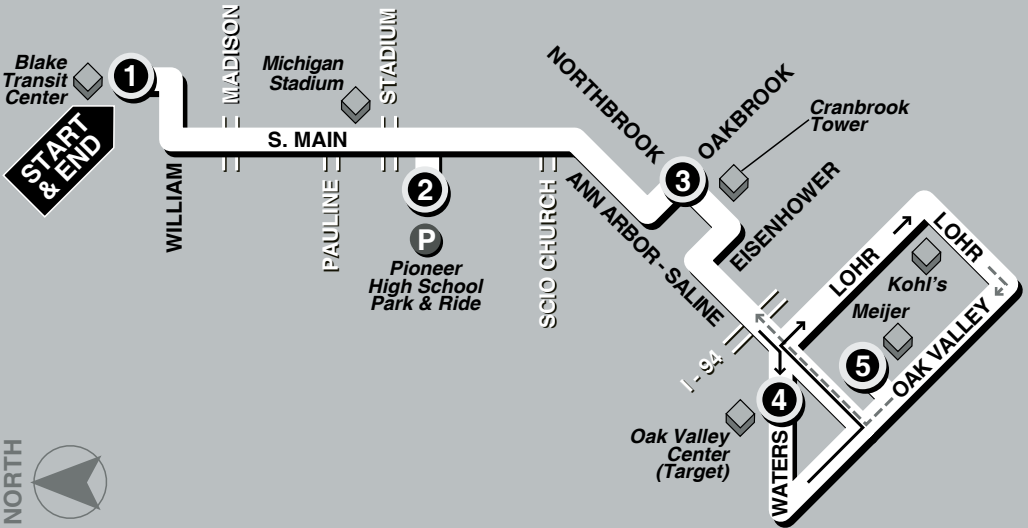 Blake
Transit
Center
1
START
& END
WILLIAM
MADISON
S. MAIN
Michigan
Stadium
STADIUM
PAULINE
2
P
Pioneer
High School
Park & Ride
SCIO CHURCH
NORTHBROOK
OAKBROOK
3
Cranbrook
Tower
ANN ARBOR - SALINE
EISENHOWER
I - 94
LOHR
LOHR
Kohl's
Meijer
5
OAK VALLEY
4
Oak Valley
Center
(Target)
WATERS
NORTH